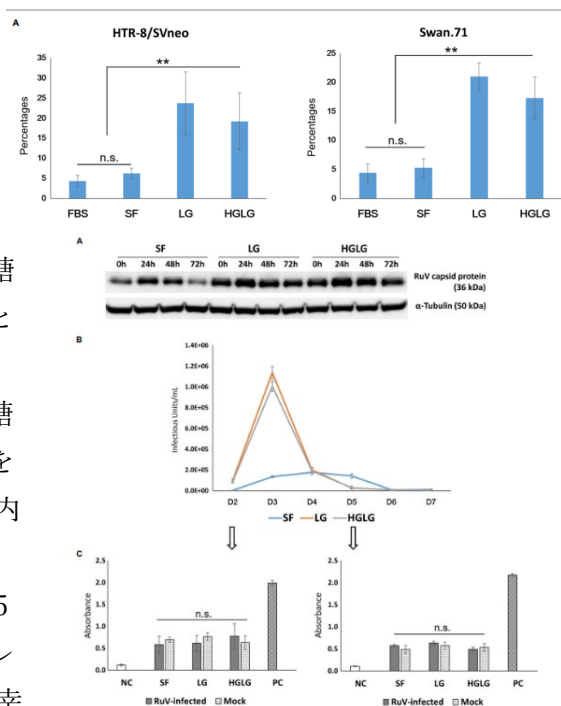 A
HTR-8/SVneo
Swan.71
Percentages
35
30
25
20
15
10
5
0
**
n.s.
FBS SF LG HGLG
Percentages
25
20
15
10
5
0
**
n.s.
FBS SF LG HGLG
糖
と
糖
を
内
5
ン
幸
A
SF LG HGLG
0h 24h 48h 72h 0h 24h 48h 72h 0h 24h 48h 72h
RuV capsid protein
(36 kDa)
α-Tubulin (50 kDa)
B
Infectious Units/mL
1.4E+06
1.2E+06
1.0E+06
8.0E+05
6.0E+05
4.0E+05
2.0E+05
0.0E+00
D2 D3 D4 D5 D6 D7
SF LG HGLG
C
Absorbance
2.5
2.0
1.5
1.0
0.5
0.0
n.s.
NC SF LG HGLG PC
RuV-infected Mock
Absorbance
2.5
2.0
1.5
1.0
0.5
0.0
n.s.
NC SF LG HGLG PC
RuV-infected Mock